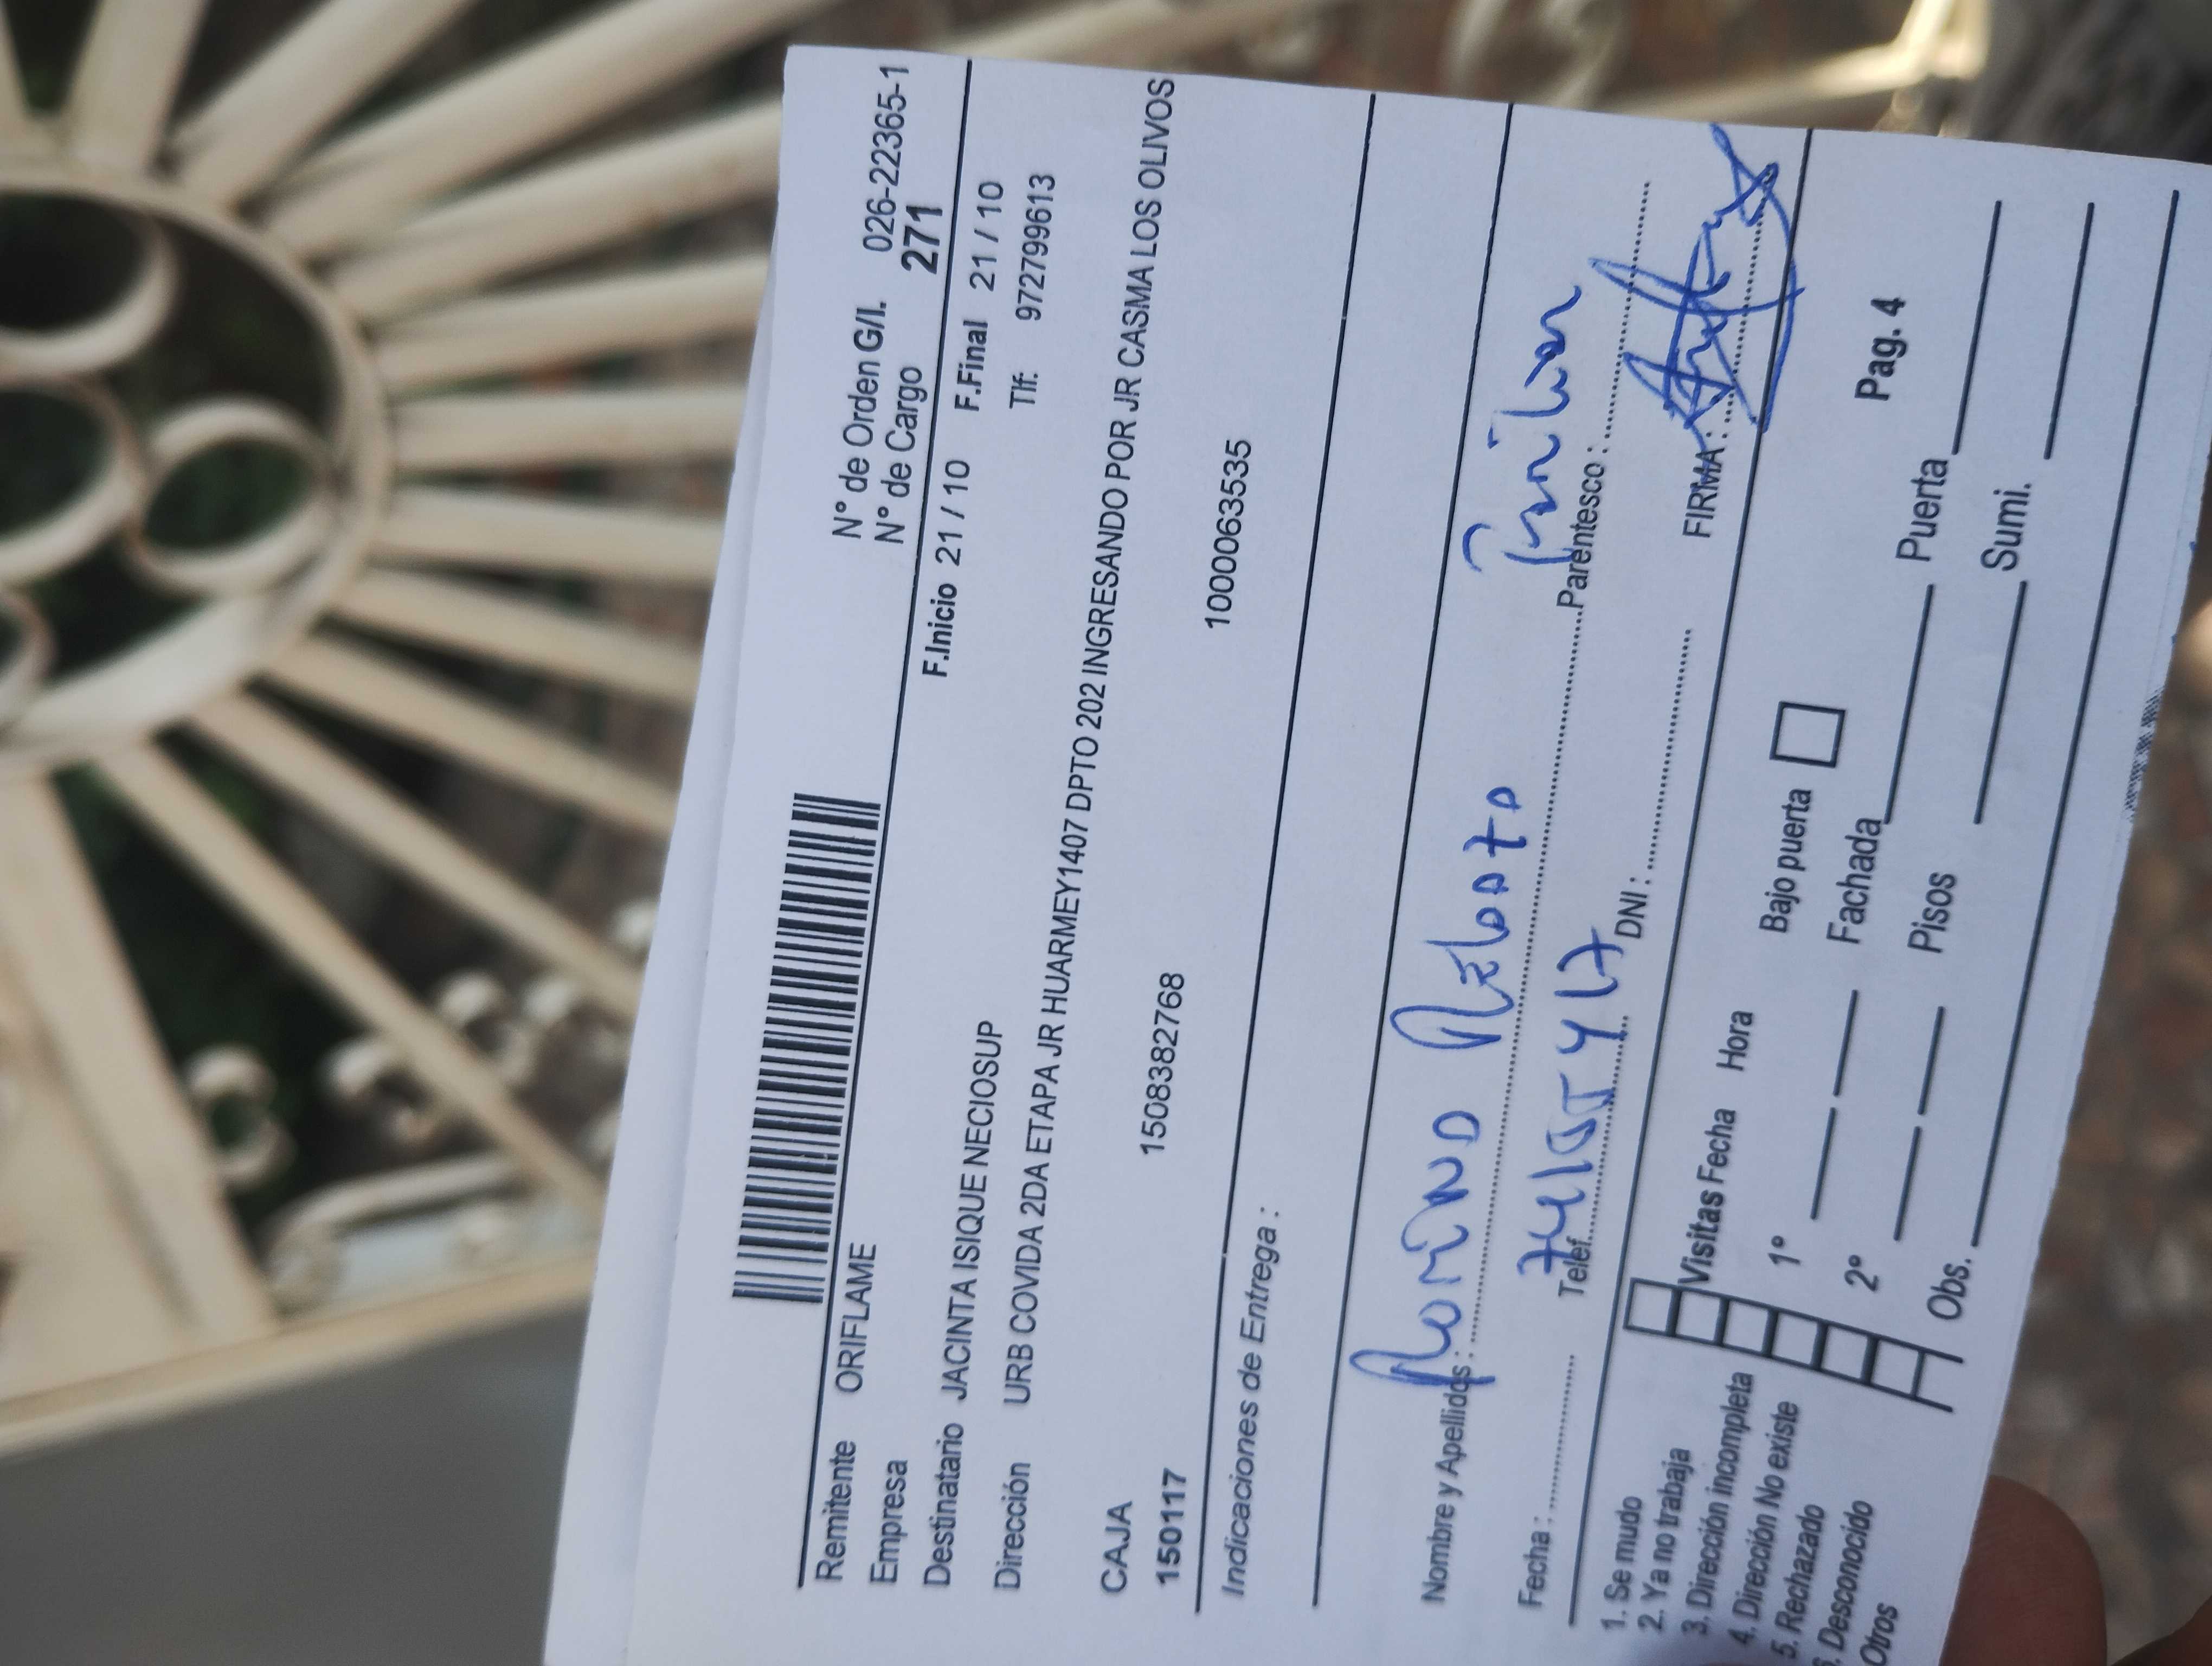 N° de Orden G/I. 026-22365-1
N° de Cargo 271
Remitente ORIFLAME
Empresa F.Inicio 21 / 10 F.Final 21 / 10
Destinatario JACINTA ISIQUE NECIOSUP Tlf: 972799613
Dirección URB COVIDA 2DA ETAPA JR HUARMEY1407 DPTO 202 INGRESANDO POR JR CASMA LOS OLIVOS
CAJA
150117 1508382768 1000063535
Indicaciones de Entrega :
Nombre y Apellidos : Parentesco :
Fecha : Telef. DNI : FIRMA :
1. Se mudo
2. Ya no trabaja
3. Dirección incompleta
4. Dirección No existe
5. Rechazado
6. Desconocido
Otros
Visitas Fecha Hora Bajo puerta Pag. 4
1° Fachada Puerta
2° Pisos Sumi.
Obs.